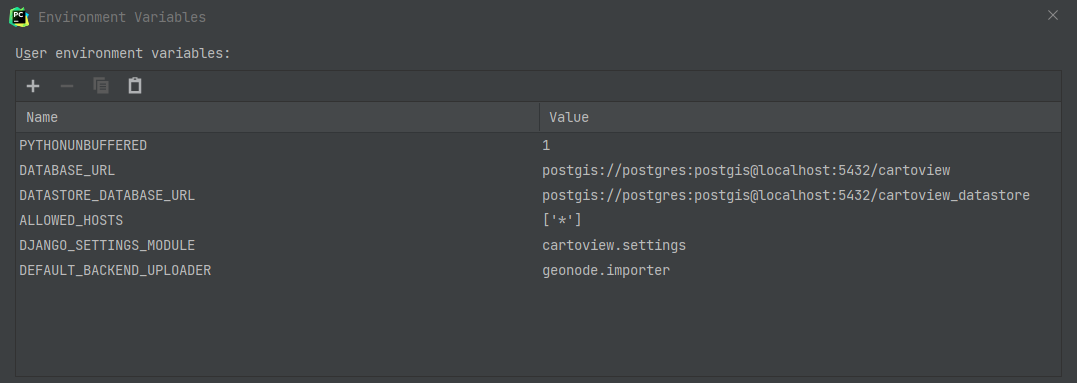 PC Environment Variables
User environment variables:
Name Value
PYTHONUNBUFFERED 1
DATABASE_URL postgis://postgres:postgis@localhost:5432/cartoview
DATASTORE_DATABASE_URL postgis://postgres:postgis@localhost:5432/cartoview_datastore
ALLOWED_HOSTS ['*']
DJANGO_SETTINGS_MODULE cartoview.settings
DEFAULT_BACKEND_UPLOADER geonode.importer